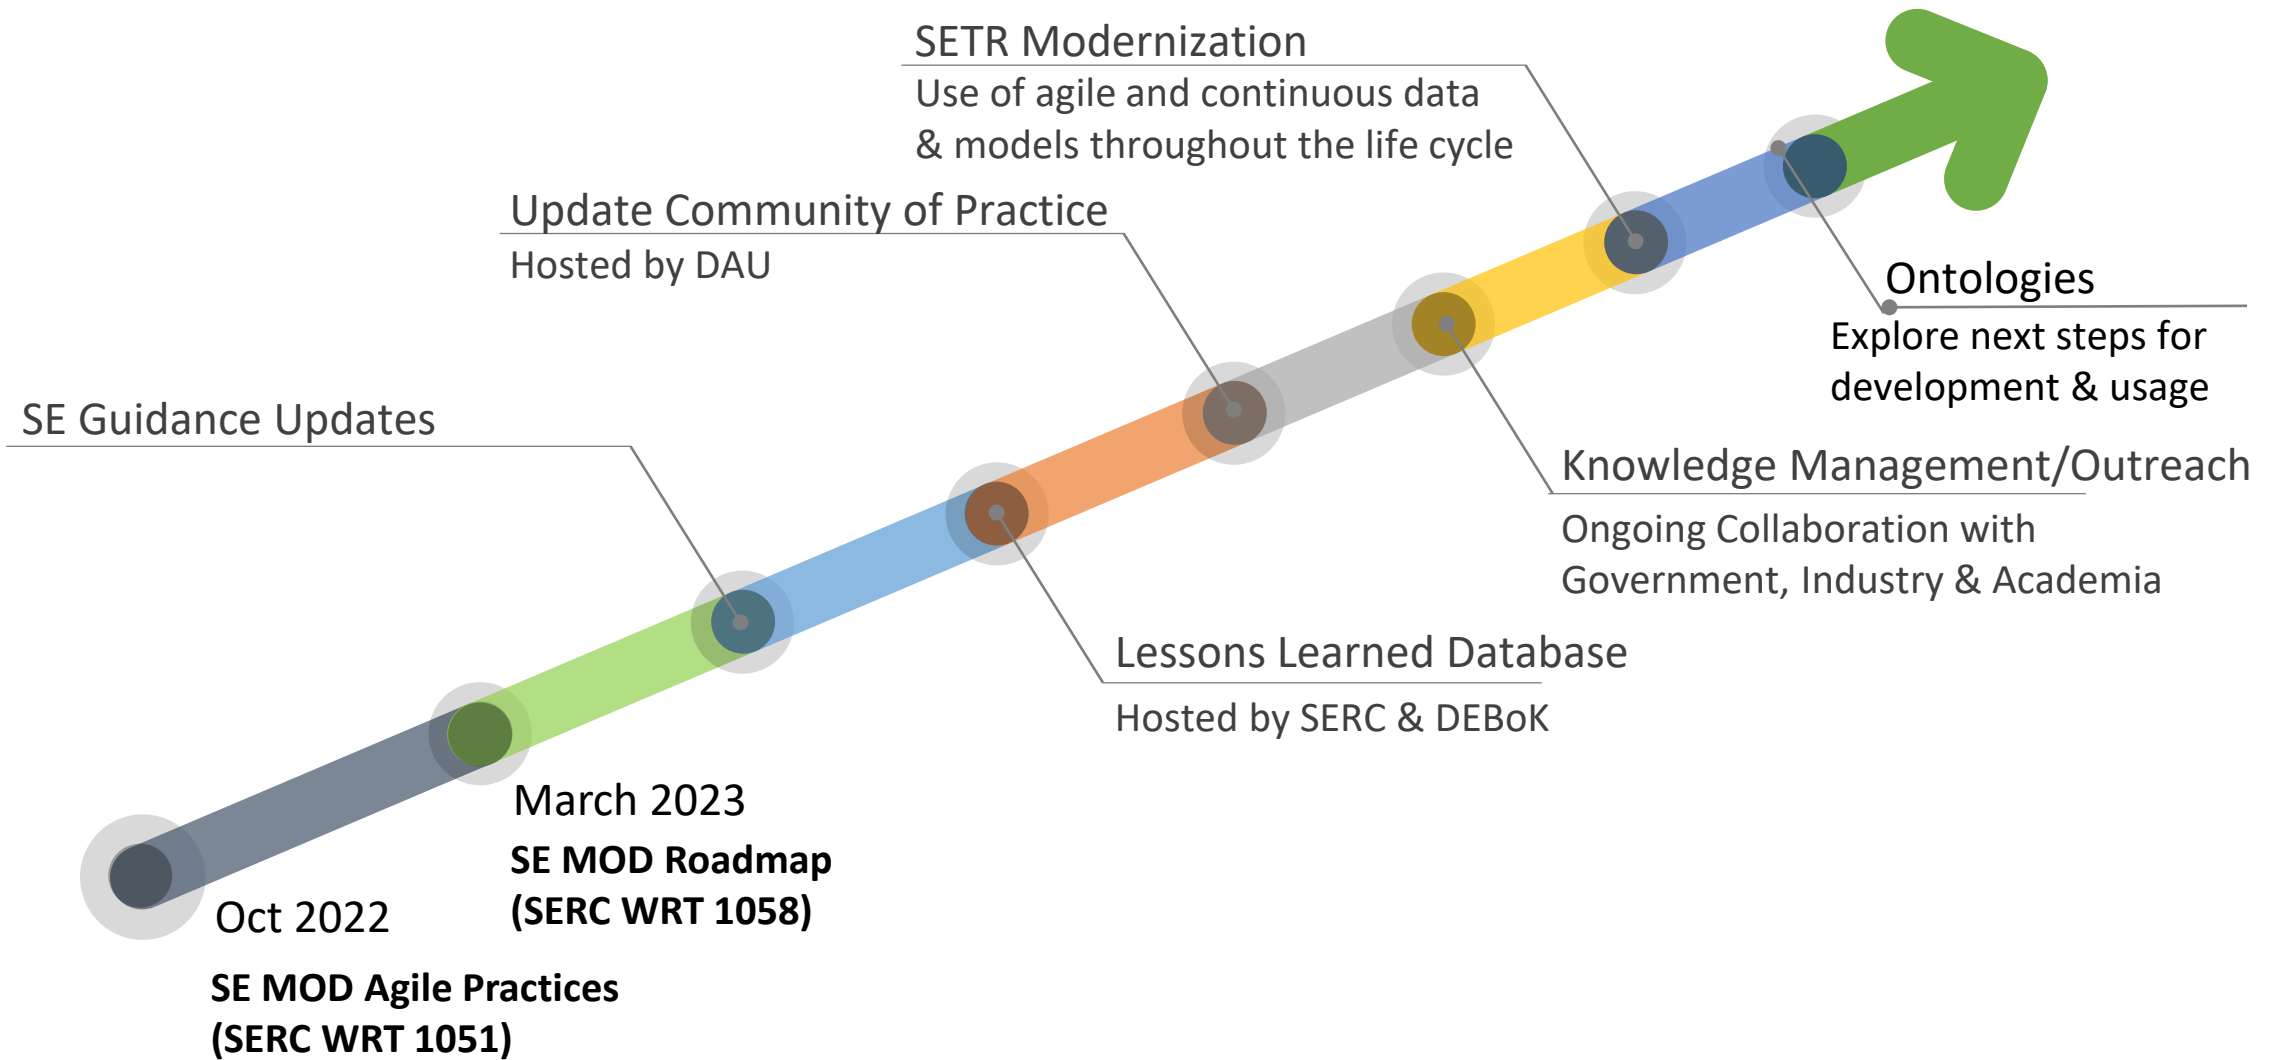 SETR Modernization
Use of agile and continuous data
& models throughout the life cycle
Update Community of Practice
Hosted by DAU
Ontologies
Explore next steps for
development & usage
SE Guidance Updates
Knowledge Management/Outreach
Ongoing Collaboration with
Government, Industry & Academia
Lessons Learned Database
Hosted by SERC & DEBoK
March 2023
SE MOD Roadmap
(SERC WRT 1058)
Oct 2022
SE MOD Agile Practices
(SERC WRT 1051)